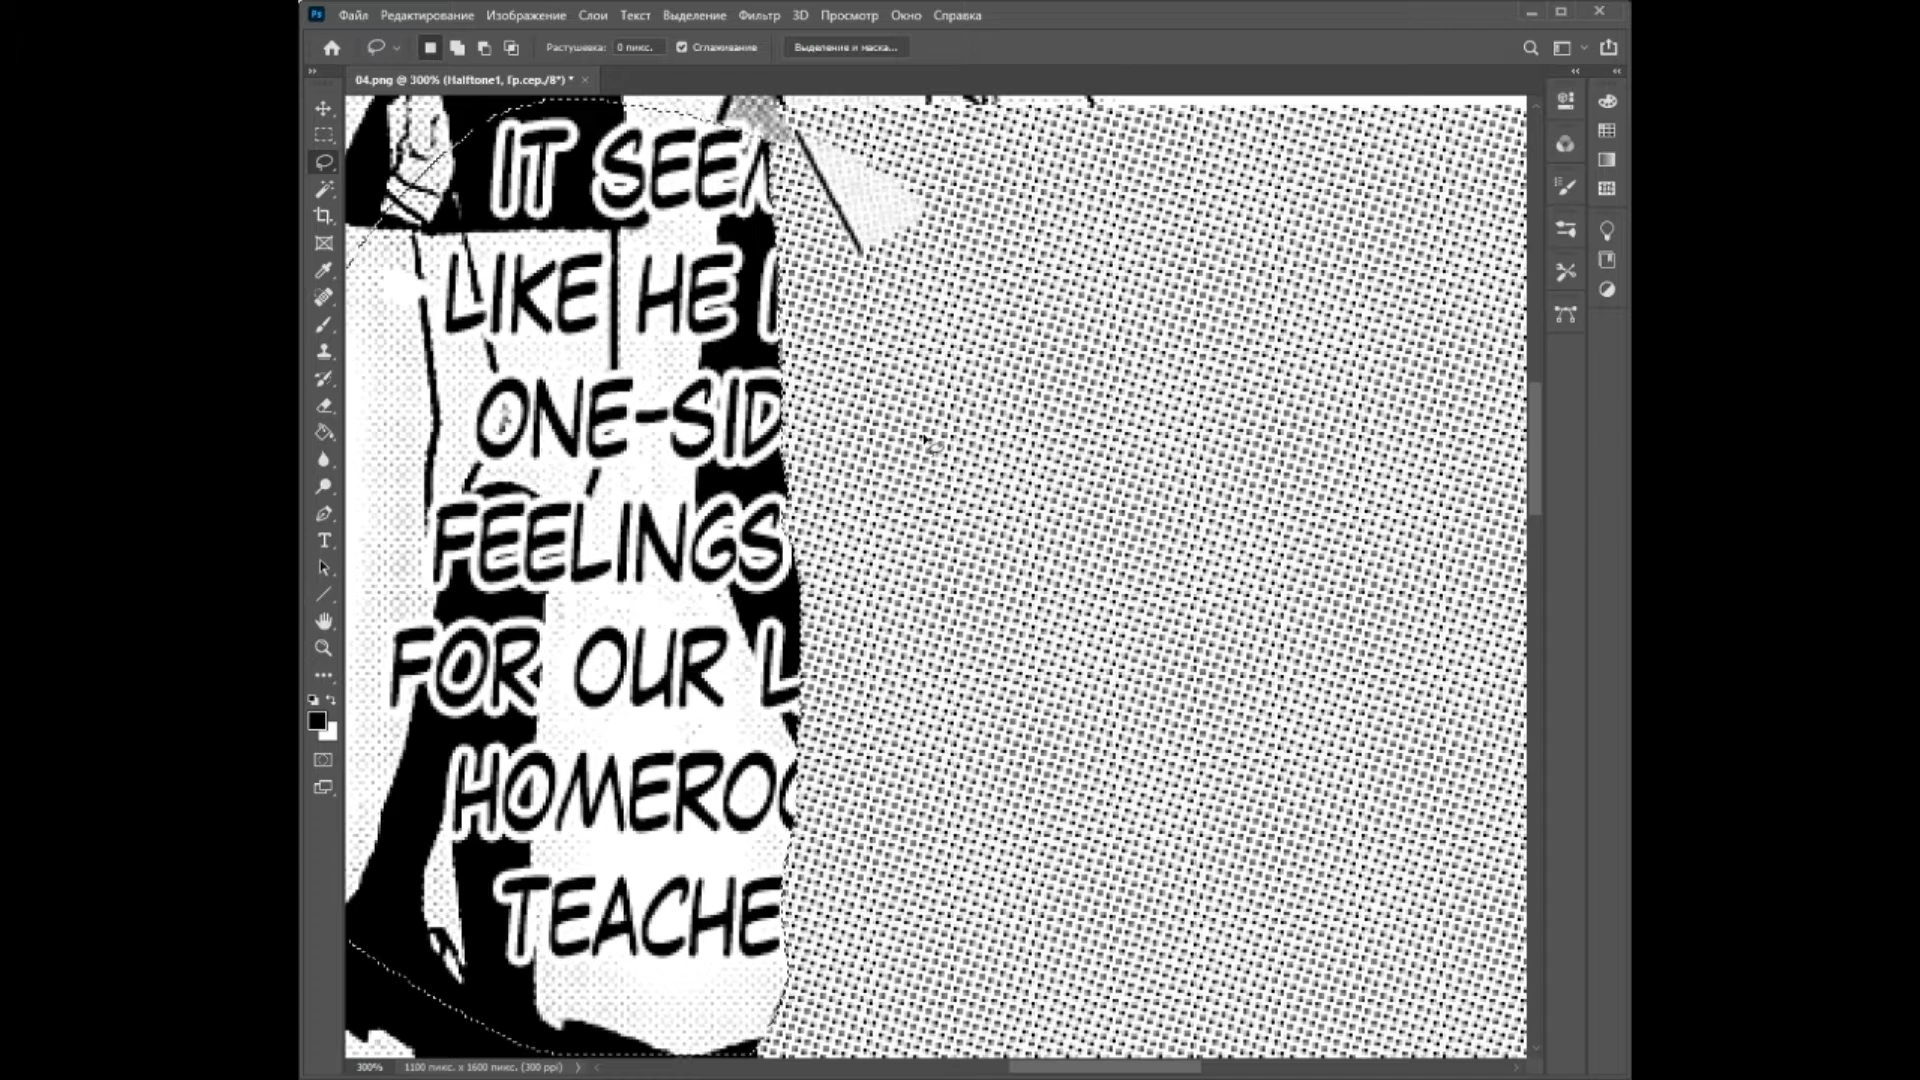 Ps Файл Редактирование Изображение Слои Текст Выделение Фильтр 3D Просмотр Окно Справка
Растушевка: 0 пикс. Сглаживание Выделение и маска...
04.png @ 300% (Halftone1, Гр.сер./8*) *
IT SEEM
LIKE HE
ONE-SID
FEELINGS
FOR OUR L
HOMEROO
TEACHE
T
300% 1100 пикс. x 1600 пикс. (300 ppi)